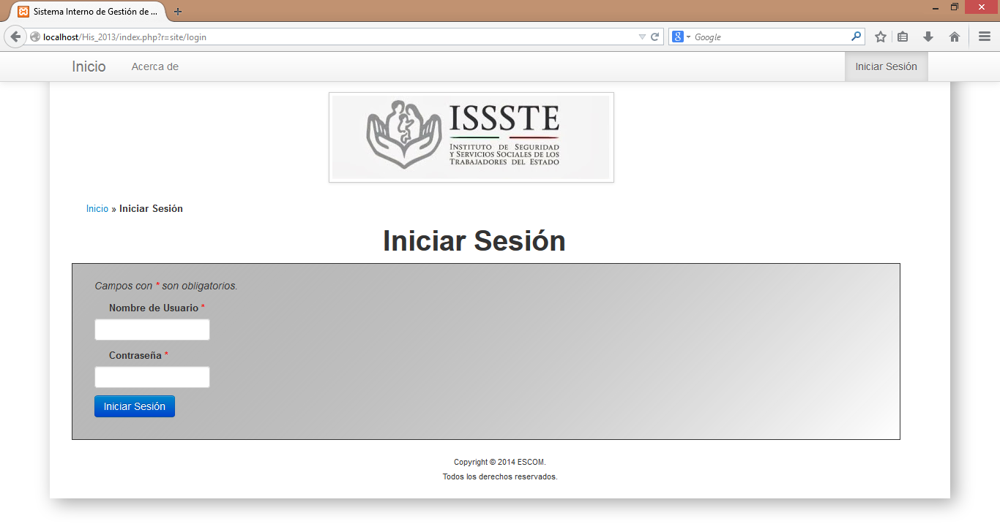 Sistema Interno de Gestión de ...
localhost/His_2013/index.php?r=site/login
Google
Inicio
Acerca de
Iniciar Sesión
ISSSTE
INSTITUTO DE SEGURIDAD
Y SERVICIOS SOCIALES DE LOS
TRABAJADORES DEL ESTADO
Inicio » Iniciar Sesión
Iniciar Sesión
Campos con * son obligatorios.
Nombre de Usuario *
Contraseña *
Iniciar Sesión
Copyright © 2014 ESCOM.
Todos los derechos reservados.